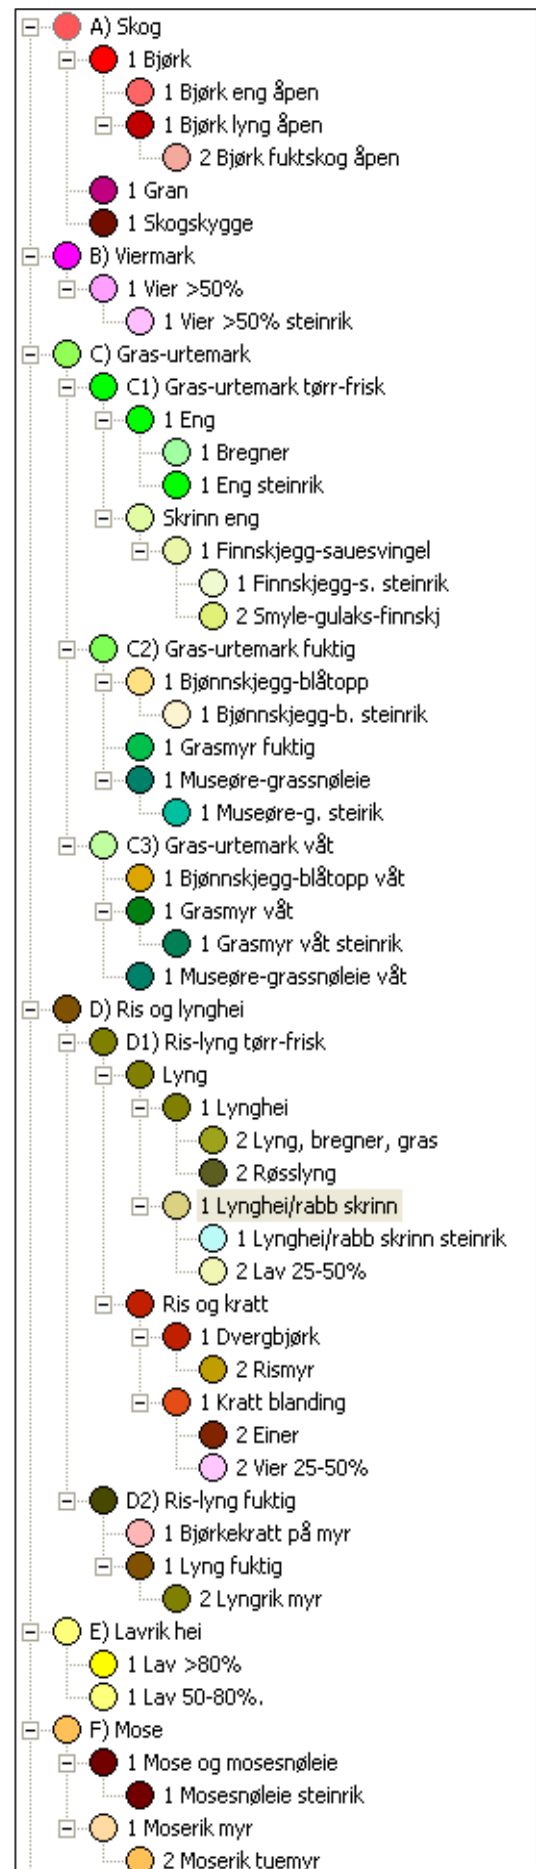 A) Skog
1 Bjørk
1 Bjørk eng åpen
1 Bjørk lyng åpen
2 Bjørk fuktskog åpen
1 Gran
1 Skogskygge
B) Viermark
1 Vier >50%
1 Vier >50% steinrik
C) Gras-urtemark
C1) Gras-urtemark tørr-frisk
1 Eng
1 Bregner
1 Eng steinrik
Skrinn eng
1 Finnskjegg-sauesvingel
1 Finnskjegg-s. steinrik
2 Smyle-gulaks-finnskj
C2) Gras-urtemark fuktig
1 Bjønnskjegg-blåtopp
1 Bjønnskjegg-b. steinrik
1 Grasmyr fuktig
1 Museøre-grassnøleie
1 Museøre-g. steirik
C3) Gras-urtemark våt
1 Bjønnskjegg-blåtopp våt
1 Grasmyr våt
1 Grasmyr våt steinrik
1 Museøre-grassnøleie våt
D) Ris og lynghei
D1) Ris-lyng tørr-frisk
Lyng
1 Lynghei
2 Lyng, bregner, gras
2 Røsslyng
1 Lynghei/rabb skrinn
1 Lynghei/rabb skrinn steinrik
2 Lav 25-50%
Ris og kratt
1 Dvergbjørk
2 Rismyr
1 Kratt blanding
2 Einer
2 Vier 25-50%
D2) Ris-lyng fuktig
1 Bjørkekratt på myr
1 Lyng fuktig
2 Lyngrik myr
E) Lavrik hei
1 Lav >80%
1 Lav 50-80%.
F) Mose
1 Mose og mosesnøleie
1 Mosesnøleie steinrik
1 Moserik myr
2 Moserik tuemyr